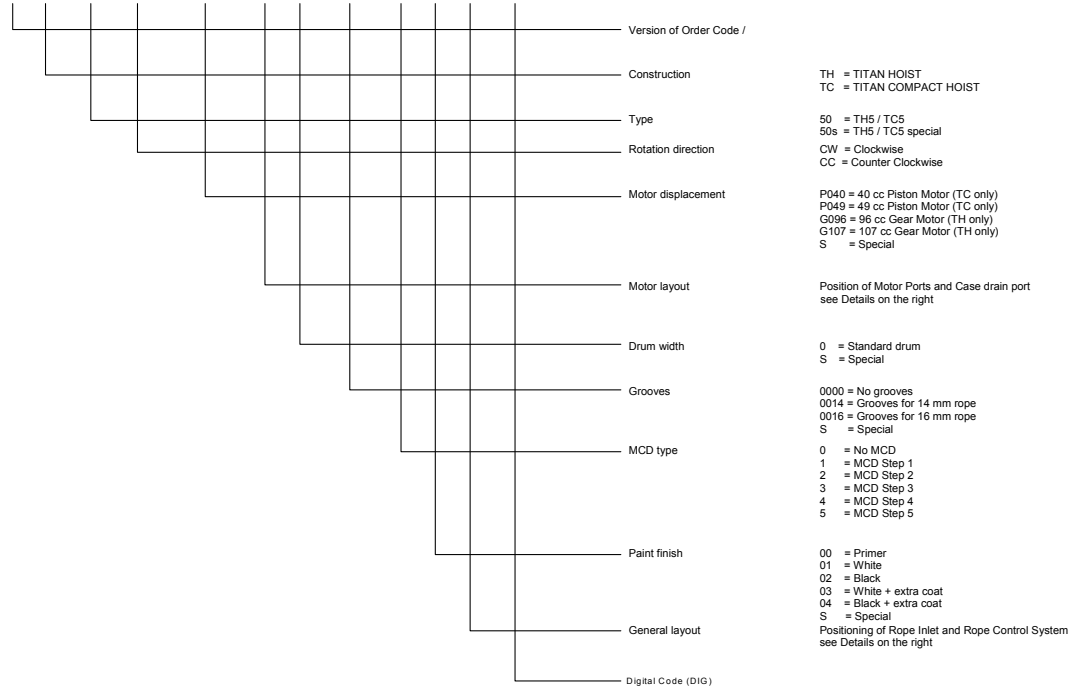 Version of Order Code /
Construction
TH = TITAN HOIST
TC = TITAN COMPACT HOIST
Type
50 = TH5 / TC5
50s = TH5 / TC5 special
Rotation direction
CW = Clockwise
CC = Counter Clockwise
Motor displacement
P040 = 40 cc Piston Motor (TC only)
P049 = 49 cc Piston Motor (TC only)
G096 = 96 cc Gear Motor (TH only)
G107 = 107 cc Gear Motor (TH only)
S = Special
Motor layout
Position of Motor Ports and Case drain port
see Details on the right
Drum width
0 = Standard drum
S = Special
Grooves
0000 = No grooves
0014 = Grooves for 14 mm rope
0016 = Grooves for 16 mm rope
S = Special
MCD type
0 = No MCD
1 = MCD Step 1
2 = MCD Step 2
3 = MCD Step 3
4 = MCD Step 4
5 = MCD Step 5
Paint finish
00 = Primer
01 = White
02 = Black
03 = White + extra coat
04 = Black + extra coat
S = Special
General layout
Positioning of Rope Inlet and Rope Control System
see Details on the right
Digital Code (DIG)